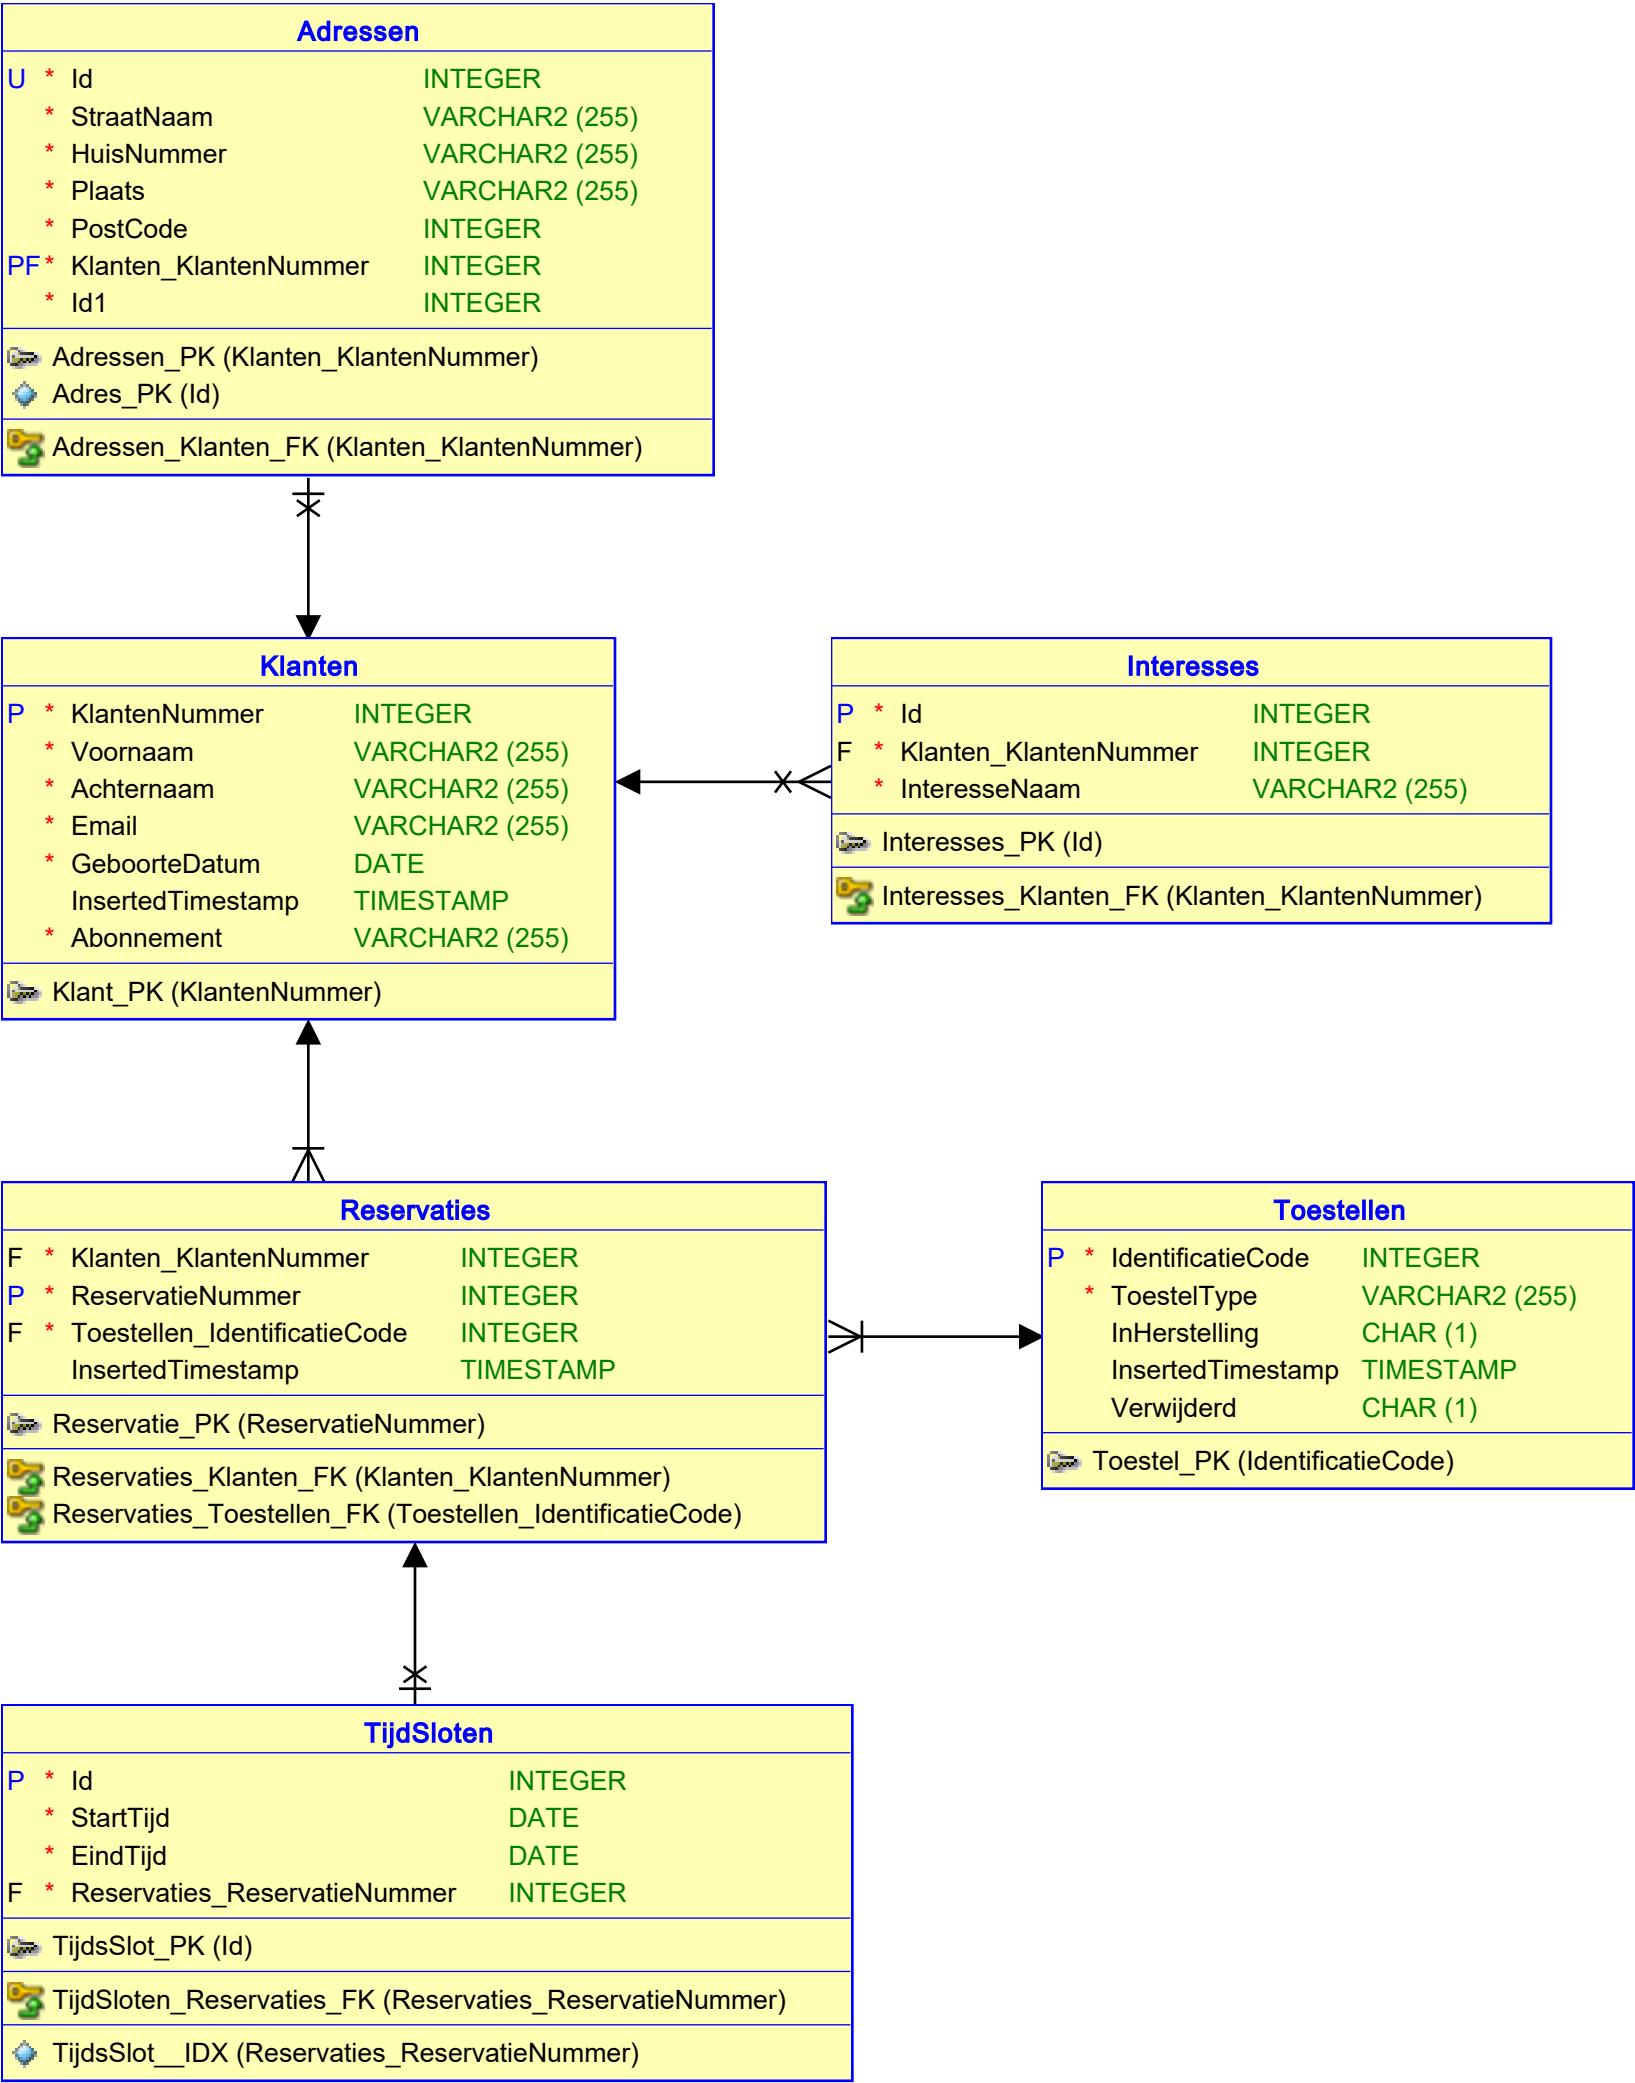 Adressen
U * Id INTEGER
* StraatNaam VARCHAR2 (255)
* HuisNummer VARCHAR2 (255)
* Plaats VARCHAR2 (255)
* PostCode INTEGER
PF * Klanten_KlantenNummer INTEGER
* Id1 INTEGER
Adressen_PK (Klanten_KlantenNummer)
Adres_PK (Id)
Adressen_Klanten_FK (Klanten_KlantenNummer)
Klanten
P * KlantenNummer INTEGER
* Voornaam VARCHAR2 (255)
* Achternaam VARCHAR2 (255)
* Email VARCHAR2 (255)
* GeboorteDatum DATE
InsertedTimestamp TIMESTAMP
* Abonnement VARCHAR2 (255)
Klant_PK (KlantenNummer)
Interesses
P * Id INTEGER
F * Klanten_KlantenNummer INTEGER
* InteresseNaam VARCHAR2 (255)
Interesses_PK (Id)
Interesses_Klanten_FK (Klanten_KlantenNummer)
Reservaties
F * Klanten_KlantenNummer INTEGER
P * ReservatieNummer INTEGER
F * Toestellen_IdentificatieCode INTEGER
InsertedTimestamp TIMESTAMP
Reservatie_PK (ReservatieNummer)
Reservaties_Klanten_FK (Klanten_KlantenNummer)
Reservaties_Toestellen_FK (Toestellen_IdentificatieCode)
Toestellen
P * IdentificatieCode INTEGER
* ToestelType VARCHAR2 (255)
InHerstelling CHAR (1)
InsertedTimestamp TIMESTAMP
Verwijderd CHAR (1)
Toestel_PK (IdentificatieCode)
TijdSloten
P * Id INTEGER
* StartTijd DATE
* EindTijd DATE
F * Reservaties_ReservatieNummer INTEGER
TijdsSlot_PK (Id)
TijdSloten_Reservaties_FK (Reservaties_ReservatieNummer)
TijdsSlot__IDX (Reservaties_ReservatieNummer)